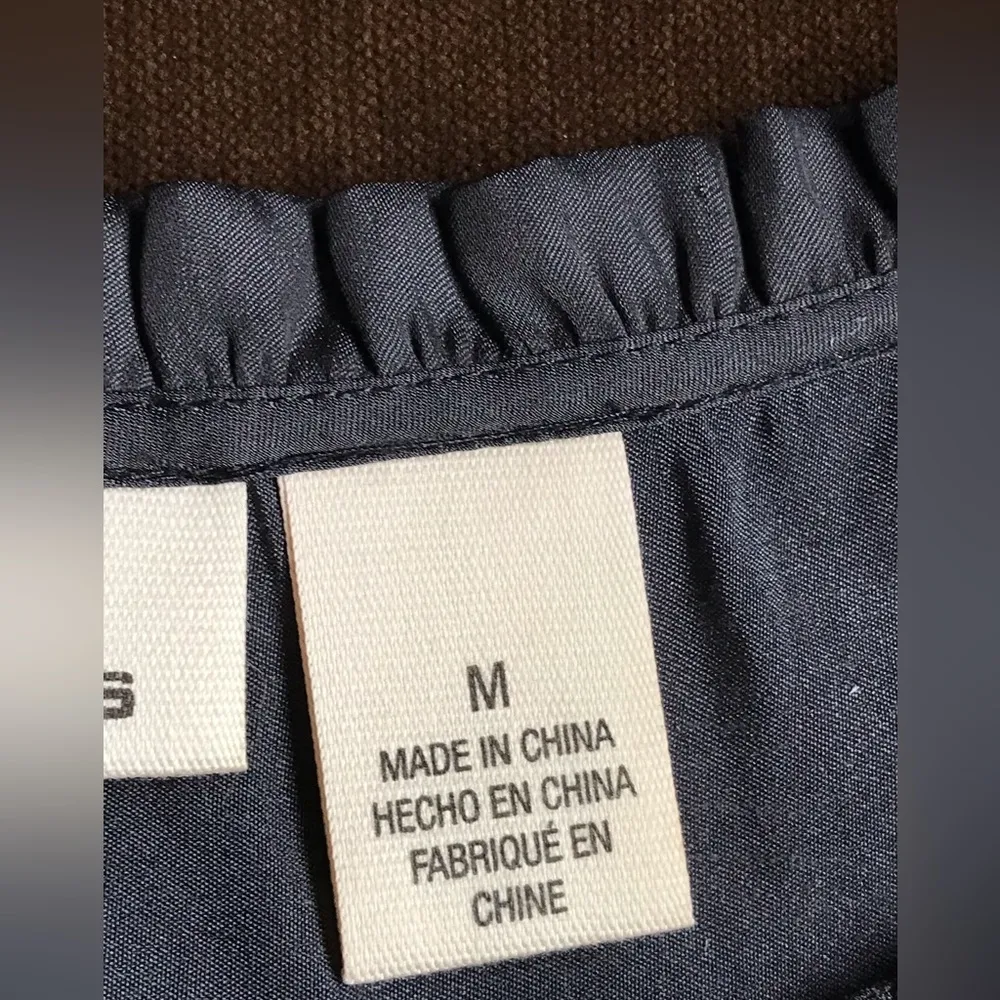 M
MADE IN CHINA
HECHO EN CHINA
FABRIQUÉ EN
CHINE